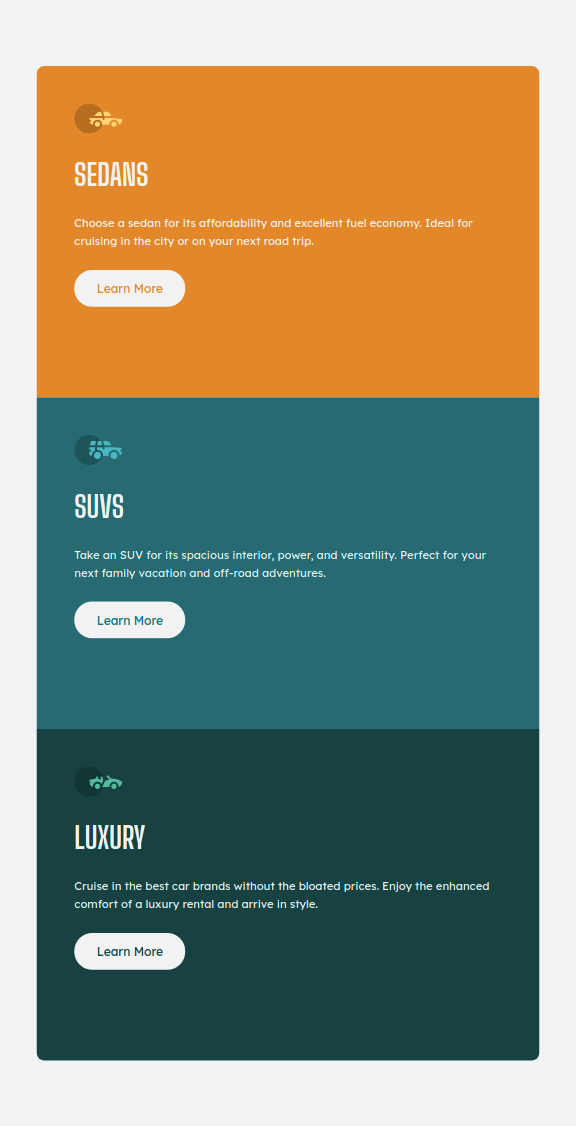 SEDANS
Choose a sedan for its affordability and excellent fuel economy. Ideal for
cruising in the city or on your next road trip.
Learn More
SUVS
Take an SUV for its spacious interior, power, and versatility. Perfect for your
next family vacation and off-road adventures.
Learn More
LUXURY
Cruise in the best car brands without the bloated prices. Enjoy the enhanced
comfort of a luxury rental and arrive in style.
Learn More